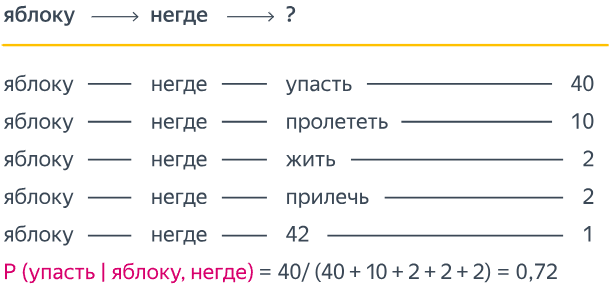 яблоку негде ?
яблоку негде упасть 40
яблоку негде пролететь 10
яблоку негде жить 2
яблоку негде прилечь 2
яблоку негде 42 1
P (упасть | яблоку, негде) = 40/ (40 + 10 + 2 + 2 + 2) = 0,72